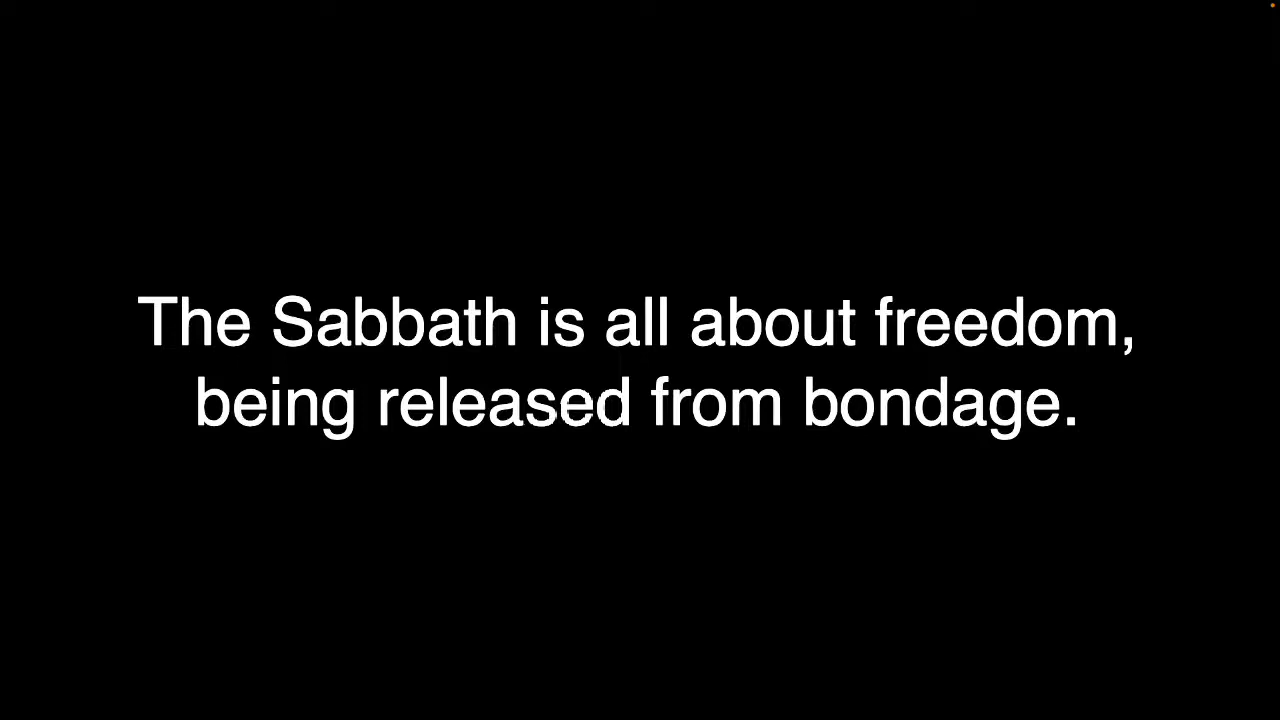 The Sabbath is all about freedom,
being released from bondage.